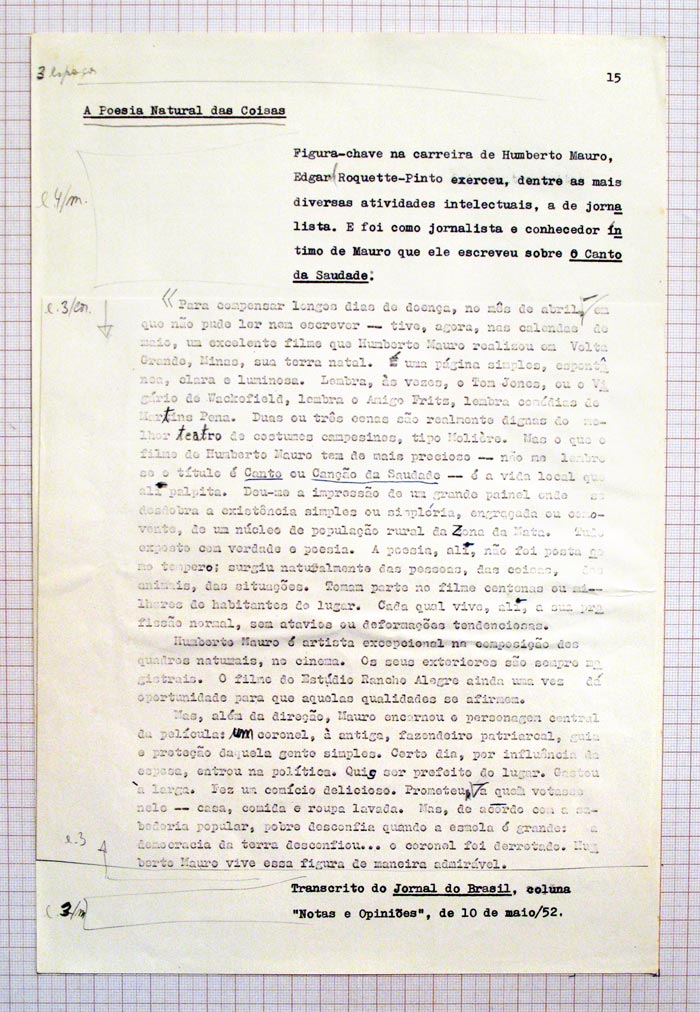 3 espaços
15
A Poesia Natural das Coisas
Figura-chave na carreira de Humberto Mauro,
Edgar Roquette-Pinto exerceu, dentre as mais
e 4/m.
diversas atividades intelectuais, a de jorna
lista. E foi como jornalista e conhecedor ín
timo de Mauro que ele escreveu sobre O Canto
da Saudade:
e.3/con.
«Para compensar longos dias de doença, no mês de abril, em
que não pude ler nem escrever -- tive, agora, nas calendas de
maio, um excelente filme que Humberto Mauro realizou em Volta
Grande, Minas, sua terra natal. É uma página simples, espontâ
nea, clara e luminosa. Lembra, às vezes, o Tom Jones, ou o Vi
gário de Wackofield, lembra o Amigo Fritz, lembra comédias de
Martins Pena. Duas ou três cenas são realmente dignas do me-
lhor teatro de costumes campesinos, tipo Molière. Mas o que o
filme de Humberto Mauro tem de mais precioso -- não me lembro
se o título é Canto ou Canção da Saudade -- é a vida local que
ali palpita. Deu-me a impressão de um grande painel onde se
desdobra a existência simples ou simplória, engraçada ou como-
vente, de um núcleo de população rural da Zona da Mata. Tudo
exposto com verdade e poesia. A poesia, ali, não foi posta co
mo tempero; surgiu naturalmente das pessoas, das coisas, dos
animais, das situações. Tomam parte no filme centenas ou mi-
lhares de habitantes do lugar. Cada qual vive, ali, a sua pro
fissão normal, sem atavios ou deformações tendenciosas.
Humberto Mauro é artista excepcional na composição dos
quadros naturais, no cinema. Os seus exteriores são sempre ma
gistrais. O filme do Estúdio Rancho Alegre ainda uma vez dá
oportunidade para que aquelas qualidades se afirmem.
Mas, além da direção, Mauro encarnou o personagem central
da película: um coronel, à antiga, fazendeiro patriarcal, guia
e proteção daquela gente simples. Certo dia, por influência da
esposa, entrou na política. Quis ser prefeito do lugar. Gastou
à larga. Fez um comício delicioso. Prometeu, a quem votasse
nele -- casa, comida e roupa lavada. Mas, de acôrdo com a sa-
bedoria popular, pobre desconfia quando a esmola é grande: a
e.3
democracia da terra desconfiou... o coronel foi derrotado. Hum
berto Mauro vive essa figura de maneira admirável.
Transcrito do Jornal do Brasil, coluna
"Notas e Opiniões", de 10 de maio/52.